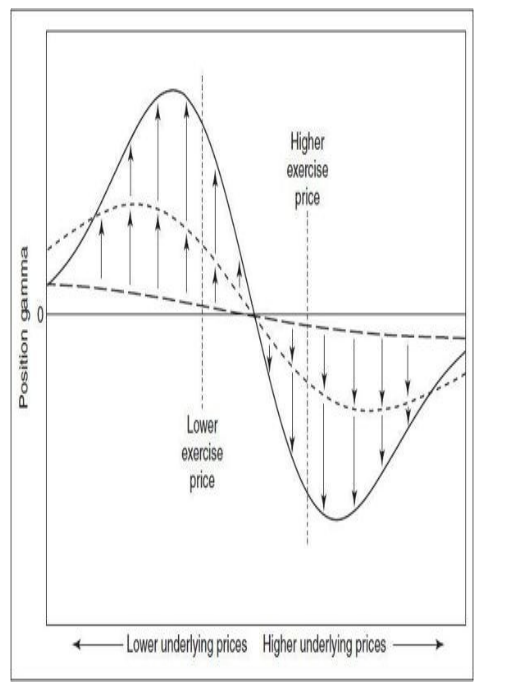 Higher
exercise
price
Position gamma
0
Lower
exercise
price
Lower underlying prices
Higher underlying prices